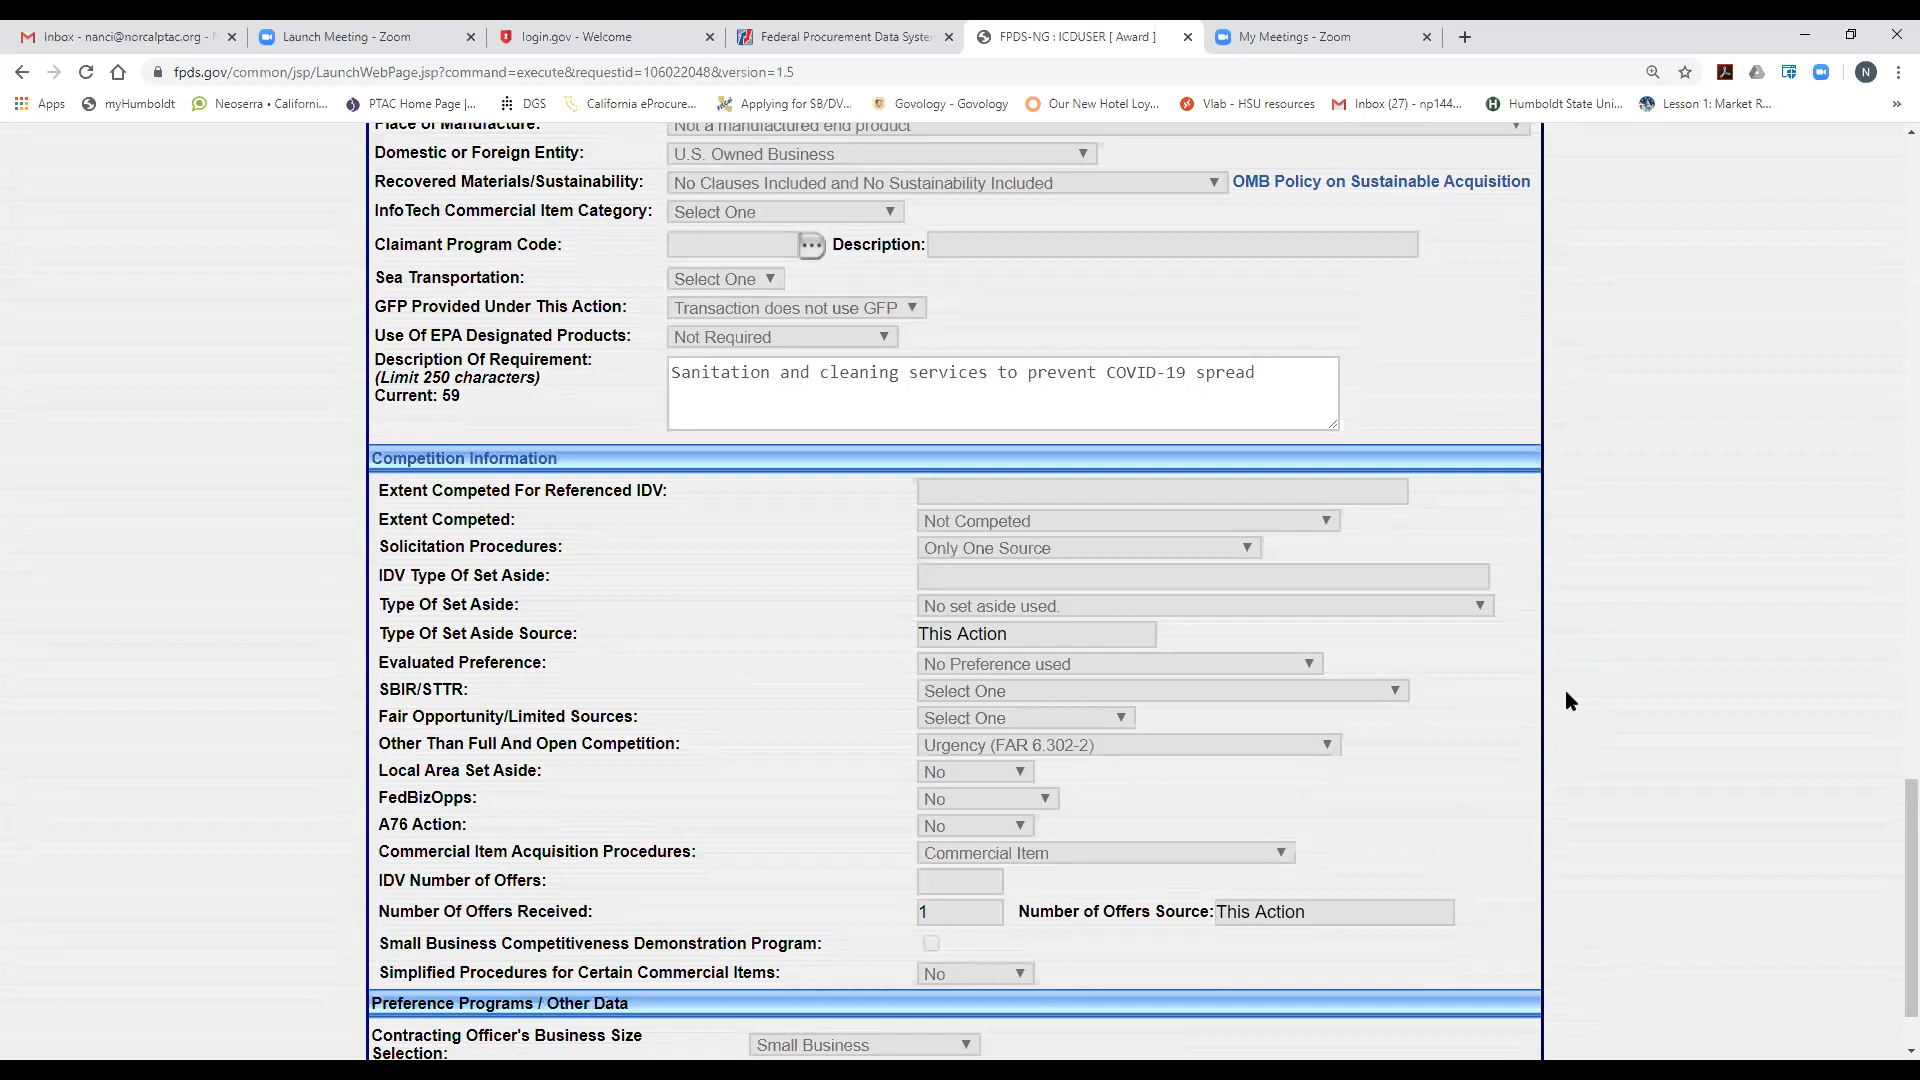 Inbox - nanci@norcalptac.org -
Launch Meeting - Zoom
login.gov - Welcome
Federal Procurement Data System
FPDS-NG : ICDUSER [ Award ]
My Meetings - Zoom
fpds.gov/common/jsp/LaunchWebPage.jsp?command=execute&requestid=106022048&version=1.5
N
Apps
myHumboldt
Neoserra • Californi...
PTAC Home Page |...
DGS
California eProcure...
Applying for SB/DV...
Govology - Govology
Our New Hotel Loy...
Vlab - HSU resources
Inbox (27) - np144...
Humboldt State Uni...
Lesson 1: Market R...
»
Place of Manufacture: Not a manufactured end product
Domestic or Foreign Entity: U.S. Owned Business
Recovered Materials/Sustainability: No Clauses Included and No Sustainability Included OMB Policy on Sustainable Acquisition
InfoTech Commercial Item Category: Select One
Claimant Program Code: ... Description:
Sea Transportation: Select One
GFP Provided Under This Action: Transaction does not use GFP
Use Of EPA Designated Products: Not Required
Description Of Requirement:
(Limit 250 characters)
Current: 59
Sanitation and cleaning services to prevent COVID-19 spread
Competition Information
Extent Competed For Referenced IDV:
Extent Competed: Not Competed
Solicitation Procedures: Only One Source
IDV Type Of Set Aside:
Type Of Set Aside: No set aside used.
Type Of Set Aside Source: This Action
Evaluated Preference: No Preference used
SBIR/STTR: Select One
Fair Opportunity/Limited Sources: Select One
Other Than Full And Open Competition: Urgency (FAR 6.302-2)
Local Area Set Aside: No
FedBizOpps: No
A76 Action: No
Commercial Item Acquisition Procedures: Commercial Item
IDV Number of Offers:
Number Of Offers Received: 1 Number of Offers Source: This Action
Small Business Competitiveness Demonstration Program:
Simplified Procedures for Certain Commercial Items: No
Preference Programs / Other Data
Contracting Officer's Business Size
Selection:
Small Business